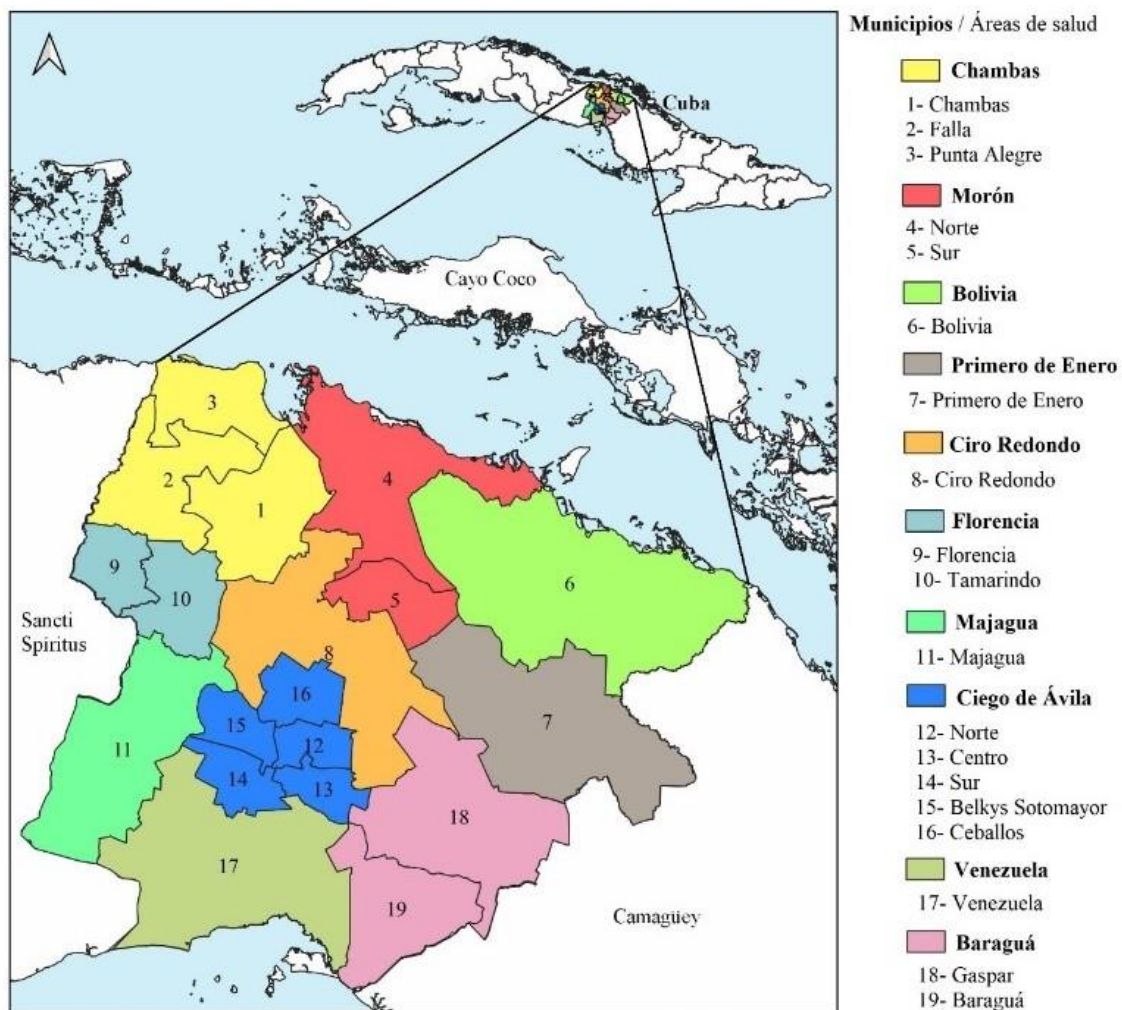 Cuba
Cayo Coco
3
2
4
1
9
10
6
5
Sancti
Spiritus
8
16
7
15
12
11
14
13
18
17
19
Camagüey
Municipios / Áreas de salud
Chambas
1- Chambas
2- Falla
3- Punta Alegre
Morón
4- Norte
5- Sur
Bolivia
6- Bolivia
Primero de Enero
7- Primero de Enero
Ciro Redondo
8- Ciro Redondo
Florencia
9- Florencia
10- Tamarindo
Majagua
11- Majagua
Ciego de Ávila
12- Norte
13- Centro
14- Sur
15- Belkys Sotomayor
16- Ceballos
Venezuela
17- Venezuela
Baraguá
18- Gaspar
19- Baraguá